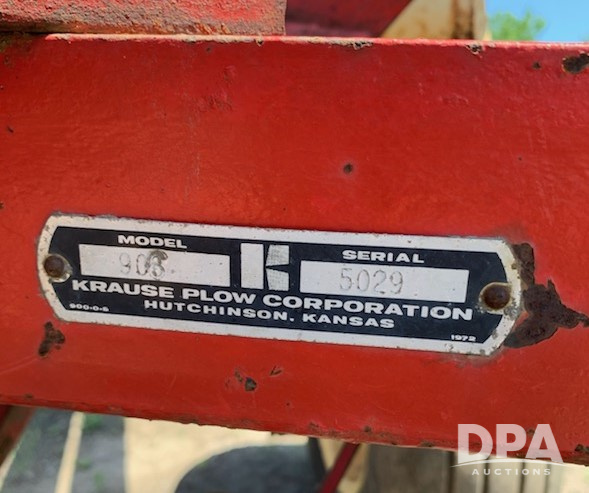 MODEL
SERIAL
5029
KRAUSE PLOW CORPORATION
HUTCHINSON, KANSAS
900-0-6
1972
DPA
AUCTIONS